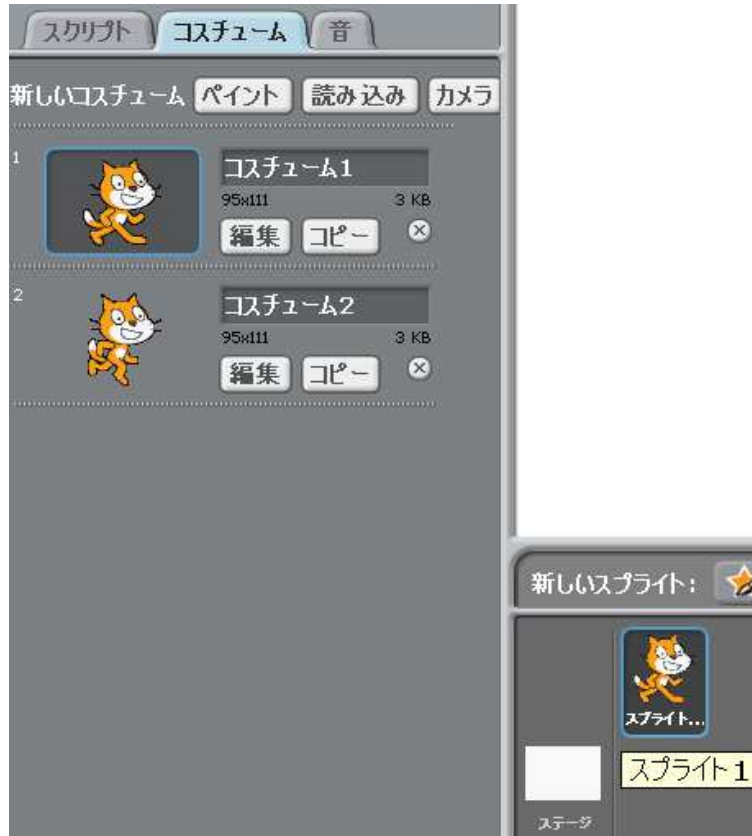 スクリプト コスチューム 音
新しいコスチューム ペイント 読み込み カメラ
1
コスチューム1
95x111 3 KB
編集 コピー
2
コスチューム2
95x111 3 KB
編集 コピー
新しいスプライト:
スプライト...
スプライト1
ステージ